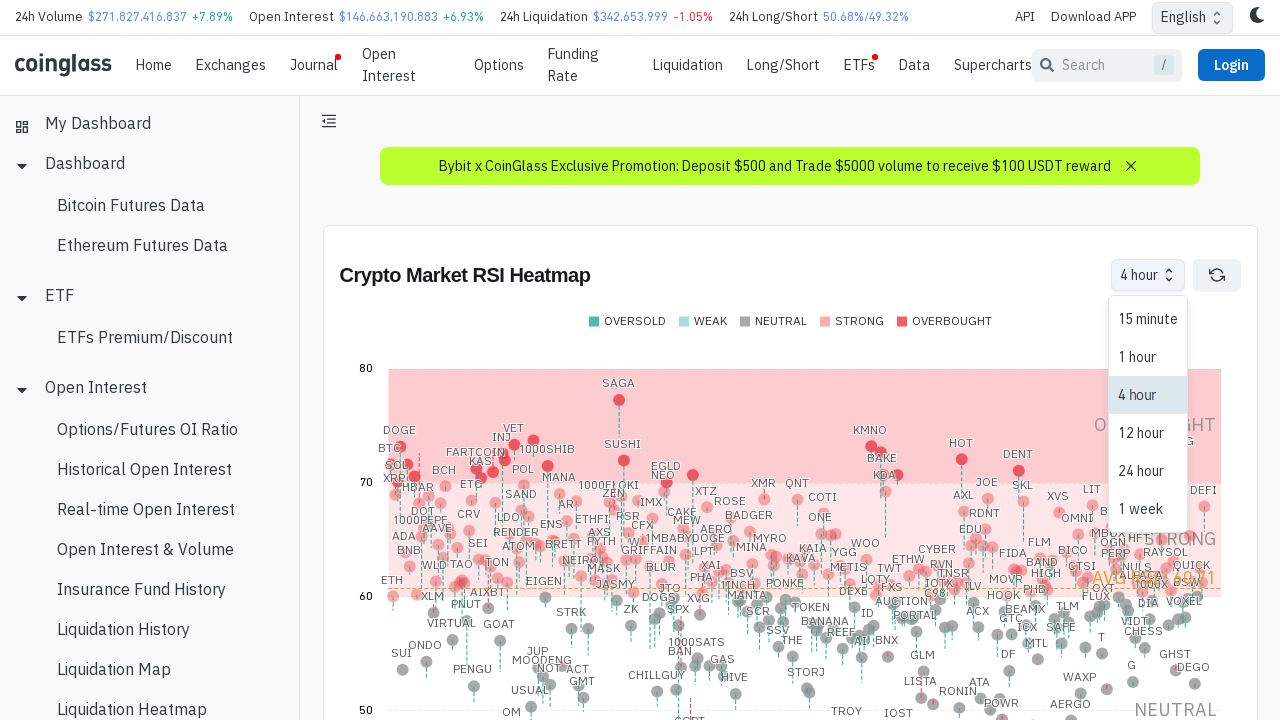 24h Volume $271,827,416,837 +7.89% Open Interest $146,663,190,883 +6.93% 24h Liquidation $342,653,999 -1.05% 24h Long/Short 50.68%/49.32% API Download APP English
coinglass Home Exchanges Journal Open Interest Options Funding Rate Liquidation Long/Short ETFs Data Supercharts Search / Login
My Dashboard
Dashboard
Bitcoin Futures Data
Ethereum Futures Data
ETF
ETFs Premium/Discount
Open Interest
Options/Futures OI Ratio
Historical Open Interest
Real-time Open Interest
Open Interest & Volume
Insurance Fund History
Liquidation History
Liquidation Map
Liquidation Heatmap
Bybit x CoinGlass Exclusive Promotion: Deposit $500 and Trade $5000 volume to receive $100 USDT reward
Crypto Market RSI Heatmap
4 hour
15 minute
1 hour
4 hour
12 hour
24 hour
1 week
OVERSOLD WEAK NEUTRAL STRONG OVERBOUGHT
80
SAGA
DOGE VET KMNO
INJ 1000SHIB SUSHI HOT
BTC FARTCOIN BAKE DENT
SOL KAS BCH POL EGLD
XRP HBAR ETF MANA NEO KDA
70
1000FLOKI XMR QNT JOE SKL LIT DEFI
SAND AR ZEN IMX XTZ ROSE COTI AXL XVS
DOT CRV LDO ETHFI RSR CAKE BADGER ONE RDNT OMNI
1000PEPE AAVE ENS CFX MEW AERO EDU
ADA SEI RENDER AXS 1MBABYDOGE MYRO WOO FLM
BNB ATOM BRETT PYTH GRIFFAIN LPT MINA KAIA YGG CYBER FIDA BICO PERP RAYSOL
WLD TAO TON NEIRO MASK BLUR XAI KAVA METIS ETHW RVN BAND CTSI NULS QUICK
ETH EIGEN JASMY PHA BSV PONKE LQTY TWT TNSR MOVR HIGH
60
XLM AIXBT JTO 1INCH DEXE FXS HOOK PHB FLUX
PNUT STRK ZK DOGS XVG MANTA TOKEN AUCTION C98 BEAMX DIA VOXEL
VIRTUAL GOAT SPX SCR BANANA ID PORTAL ACX GTC TLM VIDT
SSV REEF ICX SAFE CHESS
SUI ONDO JUP 1000SATS THE AI BNX MTL T
MOODENG BAN GAS GLM DF GHST
PENGU NOT ACT CHILLGUY HIVE STORJ G DEGO
USUAL GMT LISTA ATA WAXP
OM TROY IOST RONIN POWR AERGO
50
STRONG
NEUTRAL